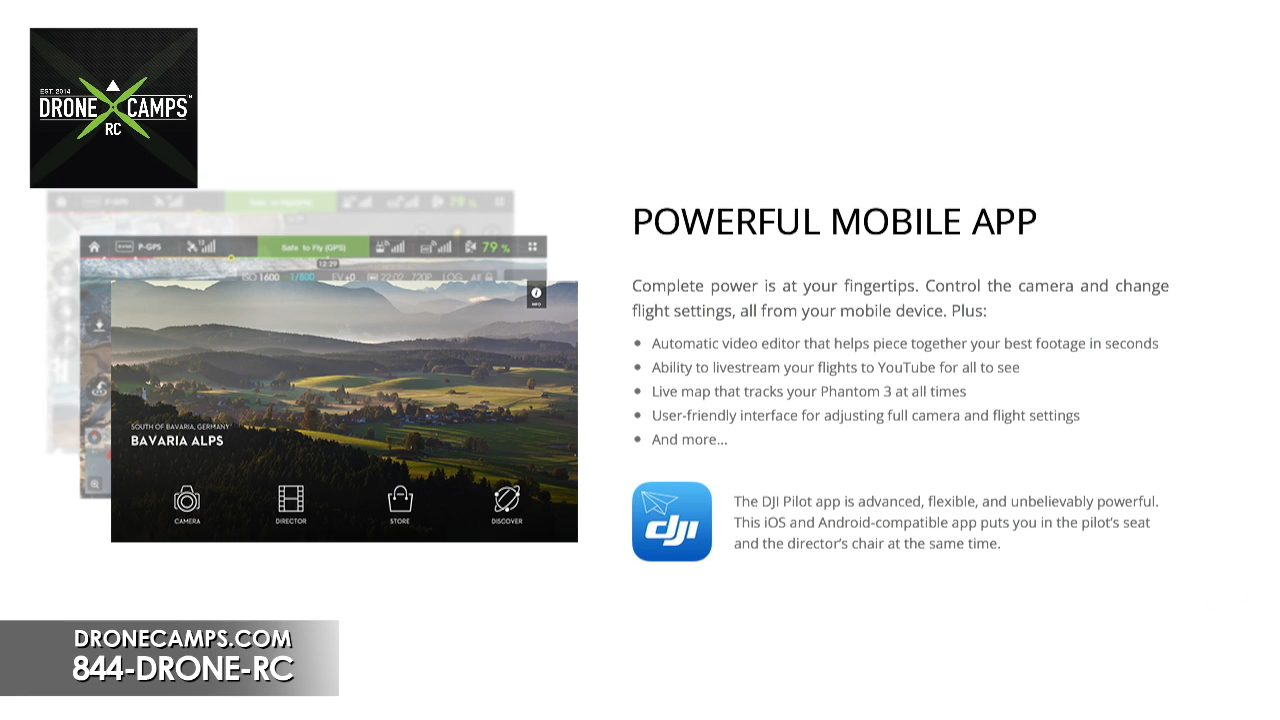 EST. 2014
DRONE CAMPS
RC
P-GPS
Safe to Fly (GPS)
79 %
12:29
ISO 1600 1/800 EV +0 22:02 720P LOG AE
INFO
SOUTH OF BAVARIA, GERMANY
BAVARIA ALPS
CAMERA DIRECTOR STORE DISCOVER
POWERFUL MOBILE APP
Complete power is at your fingertips. Control the camera and change
flight settings, all from your mobile device. Plus:
• Automatic video editor that helps piece together your best footage in seconds
• Ability to livestream your flights to YouTube for all to see
• Live map that tracks your Phantom 3 at all times
• User-friendly interface for adjusting full camera and flight settings
• And more...
dji
The DJI Pilot app is advanced, flexible, and unbelievably powerful.
This iOS and Android-compatible app puts you in the pilot's seat
and the director's chair at the same time.
DRONECAMPS.COM
844-DRONE-RC